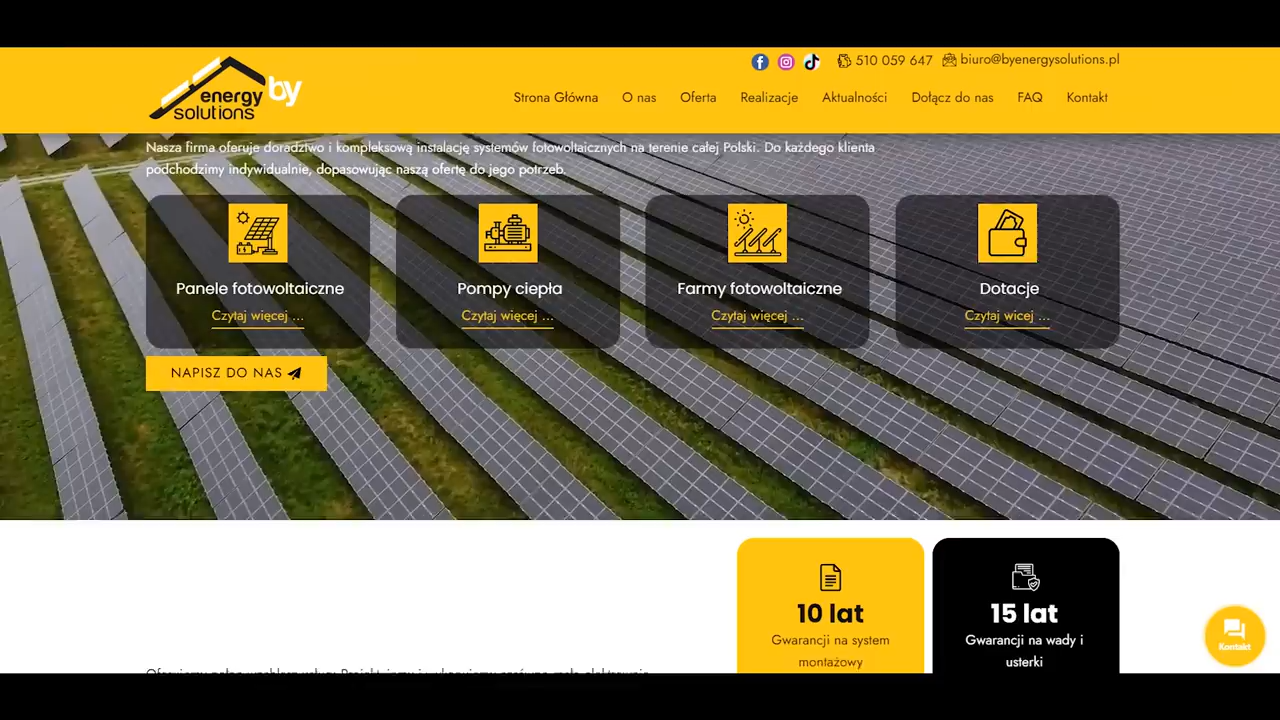 510 059 647 biuro@byenergysolutions.pl
energy by
solutions
Strona Główna O nas Oferta Realizacje Aktualności Dołącz do nas FAQ Kontakt
Nasza firma oferuje doradztwo i kompleksową instalację systemów fotowoltaicznych na terenie całej Polski. Do każdego klienta
podchodzimy indywidualnie, dopasowując naszą ofertę do jego potrzeb.
Panele fotowoltaiczne Pompy ciepła Farmy fotowoltaiczne Dotacje
Czytaj więcej ... Czytaj więcej ... Czytaj więcej ... Czytaj wicej ...
NAPISZ DO NAS
10 lat 15 lat
Gwarancji na system Gwarancji na wady i
montażowy usterki
Kontakt